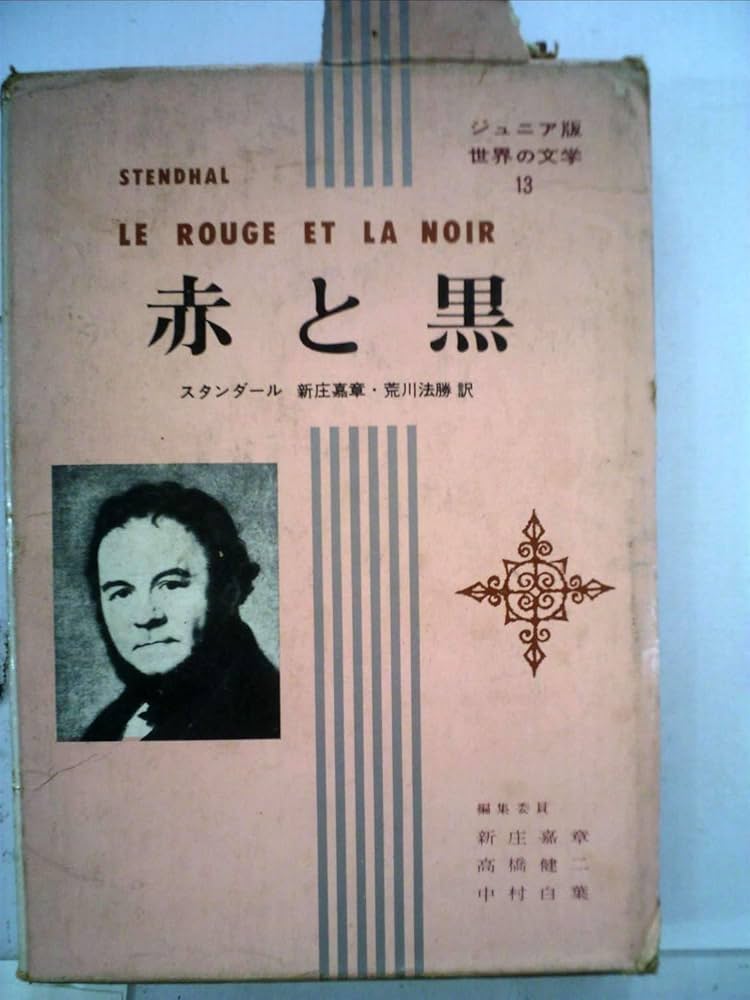 ジュニア版
世界の文学
13
STENDHAL
LE ROUGE ET LA NOIR
赤と黒
スタンダール 新庄嘉章・荒川法勝 訳
編集委員
新庄嘉章
高橋健二
中村白葉